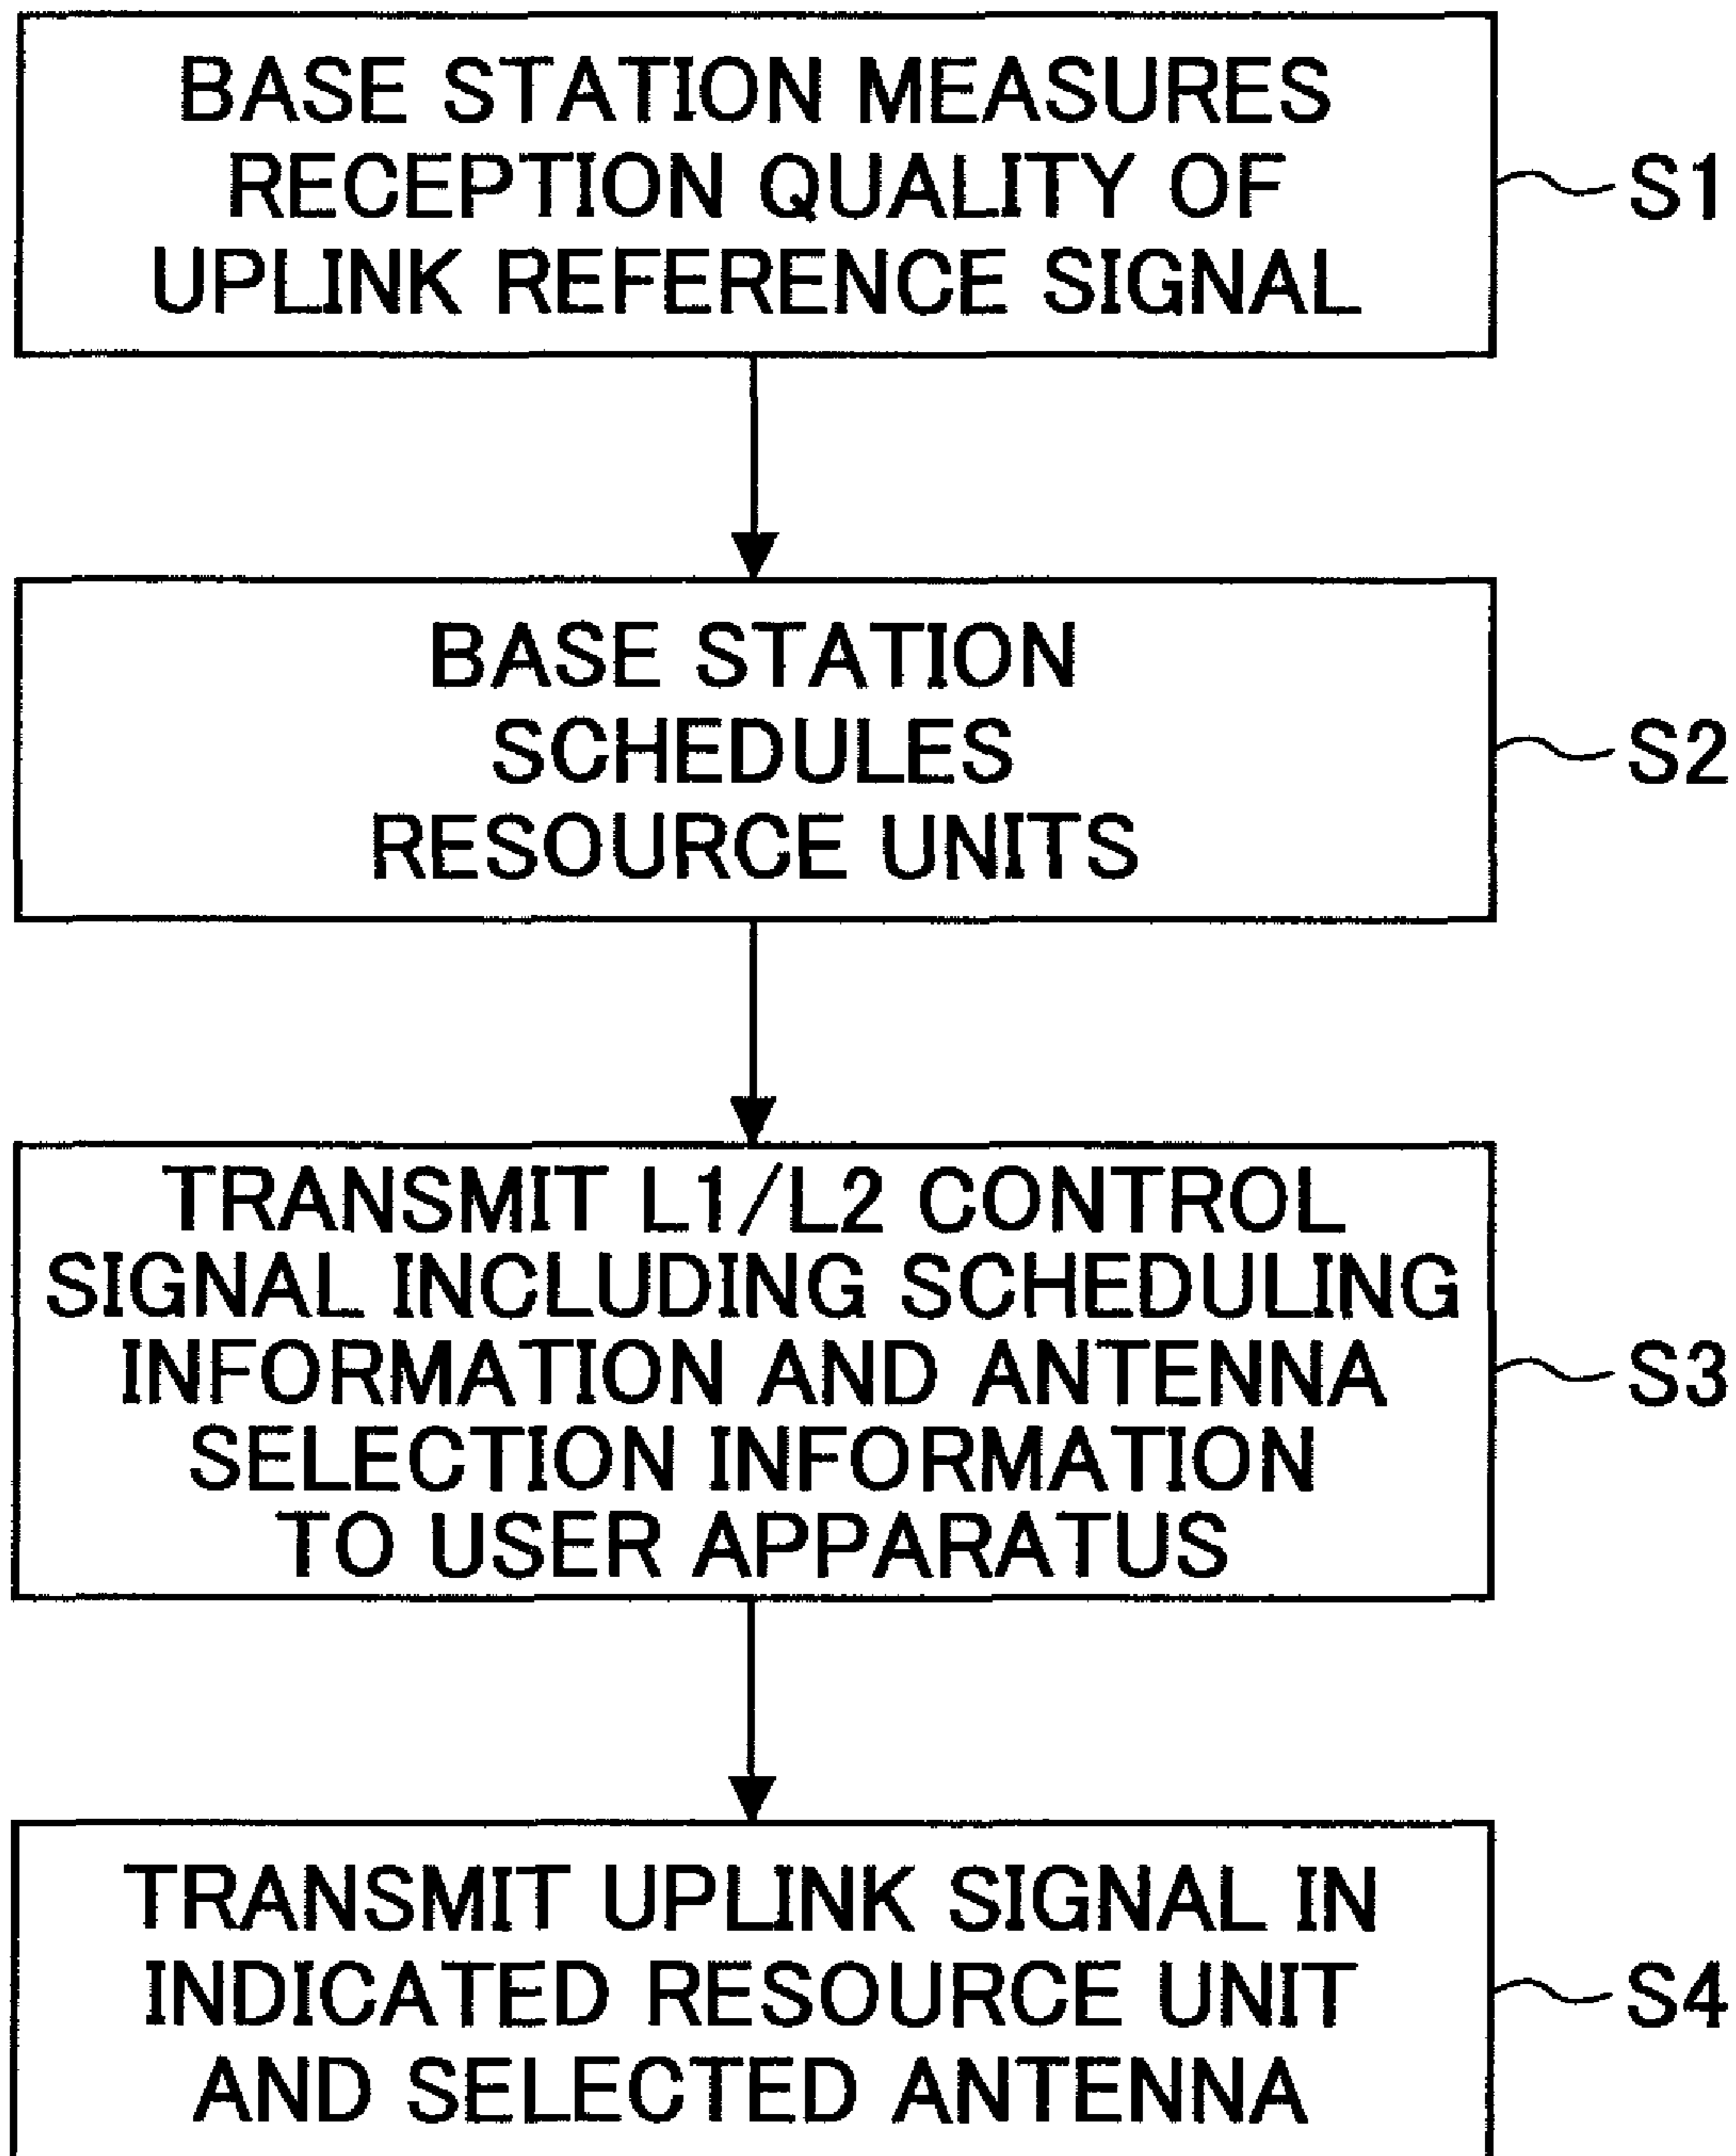 BASE STATION MEASURES
RECEPTION QUALITY OF
UPLINK REFERENCE SIGNAL
S1
BASE STATION
SCHEDULES
RESOURCE UNITS
S2
TRANSMIT L1/L2 CONTROL
SIGNAL INCLUDING SCHEDULING
INFORMATION AND ANTENNA
SELECTION INFORMATION
TO USER APPARATUS
S3
TRANSMIT UPLINK SIGNAL IN
INDICATED RESOURCE UNIT
AND SELECTED ANTENNA
S4